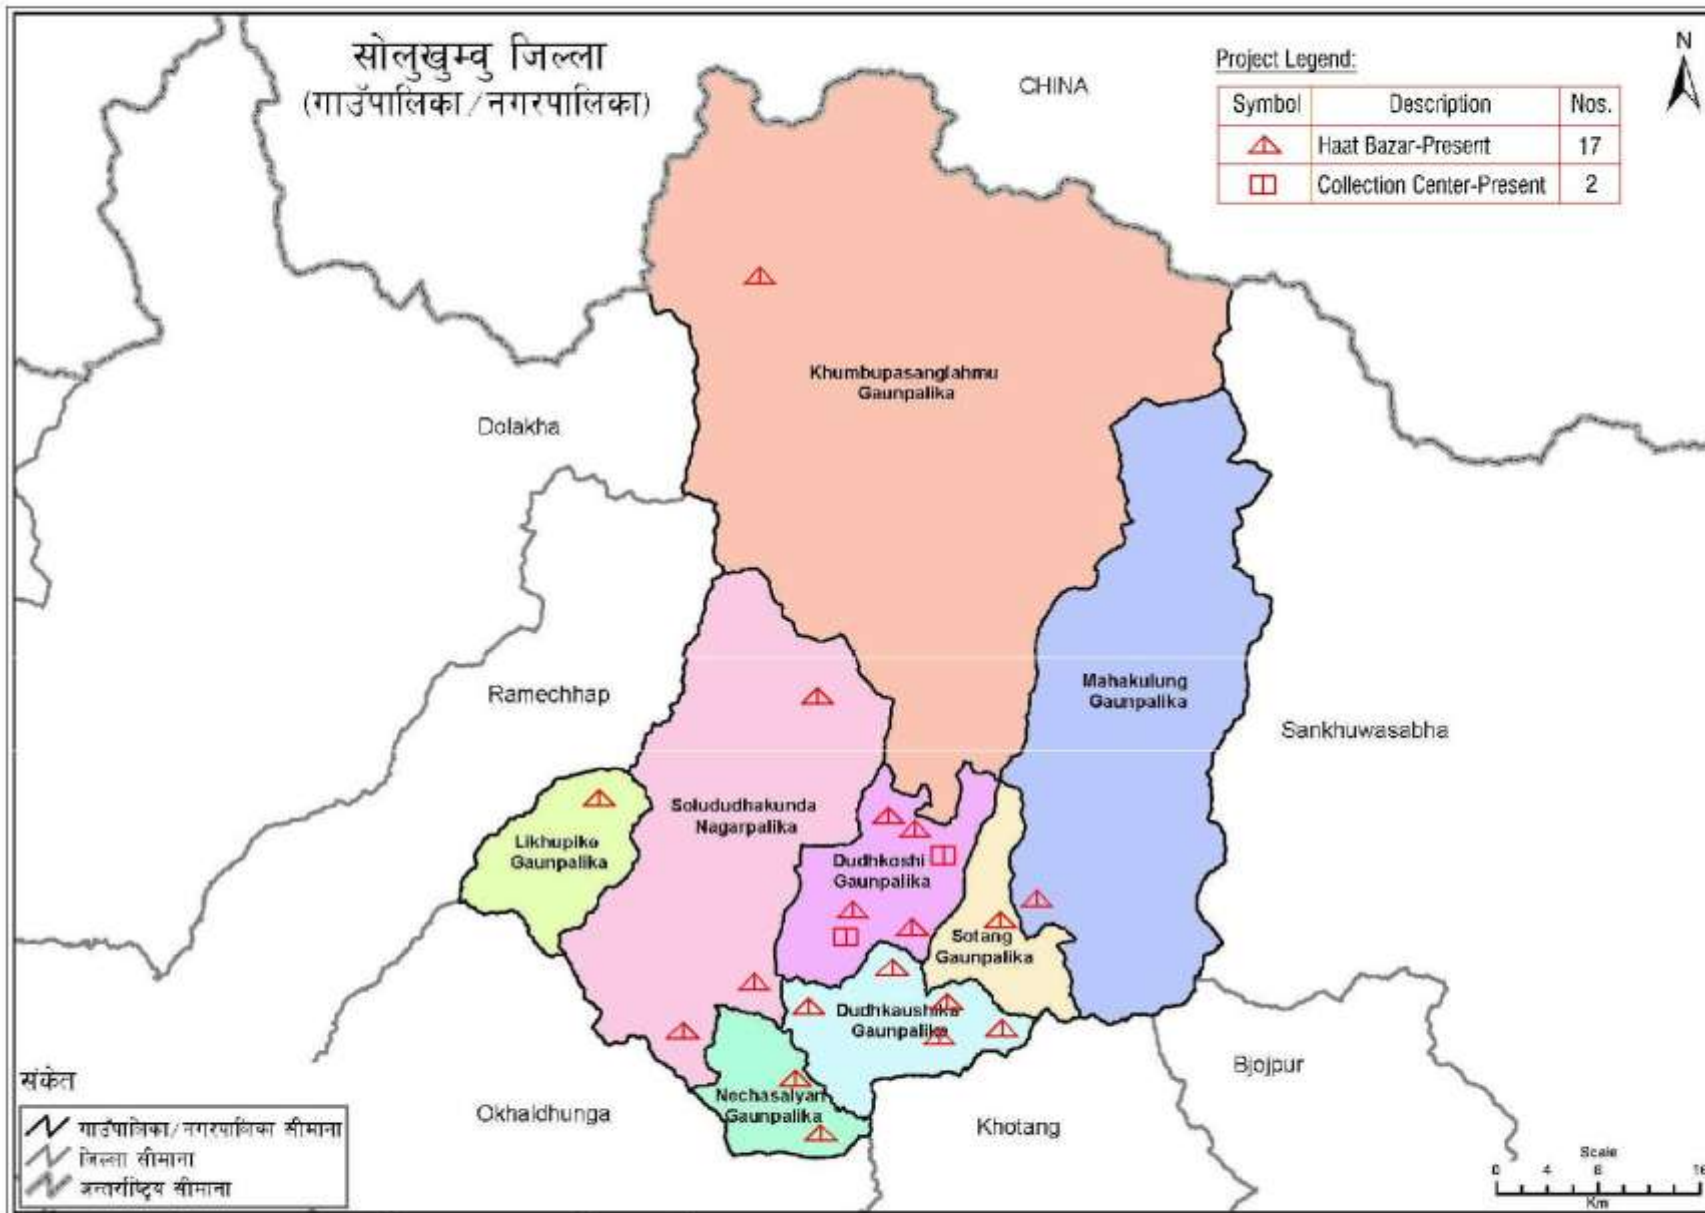 सोलुखुम्वु जिल्ला
(गाउँपालिका/नगरपालिका)
CHINA
N
Project Legend:
Symbol Description Nos.
Haat Bazar-Present 17
Collection Center-Present 2
Khumbupasanglahmu
Gaunpalika
Dolakha
Ramechhap
Mahakulung
Gaunpalika
Sankhuwasabha
Solududhakunda
Nagarpalika
Likhupike
Gaunpalika
Dudhkoshi
Gaunpalika
Sotang
Gaunpalika
Dudhkaushika
Gaunpalika
Nechasalyan
Gaunpalika
Okhaldhunga
Khotang
Bjojpur
संकेत
गाउँपालिका/नगरपालिका सीमाना
जिल्ला सीमाना
अन्तर्राष्ट्रिय सीमाना
Scale
0 4 8 16
Km